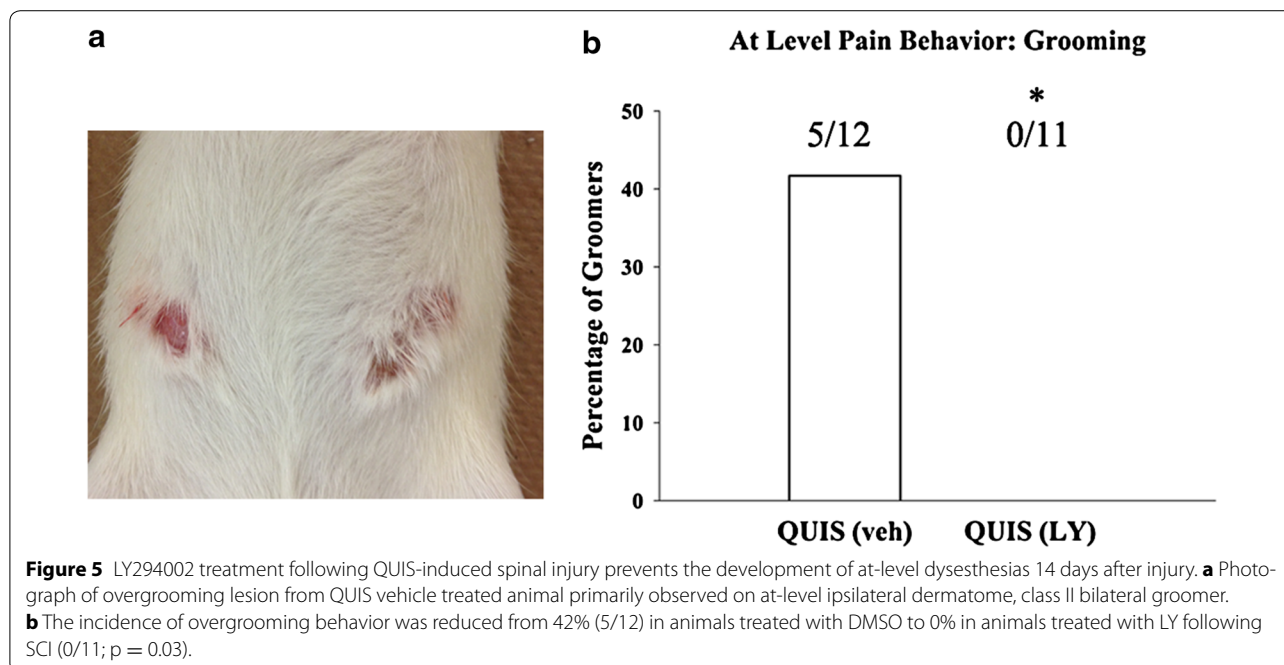 a
b
At Level Pain Behavior: Grooming
*
50
5/12
0/11
40
30
20
10
0
Percentage of Groomers
QUIS (veh)
QUIS (LY)
Figure 5 LY294002 treatment following QUIS-induced spinal injury prevents the development of at-level dysesthesias 14 days after injury. a Photo-
graph of overgrooming lesion from QUIS vehicle treated animal primarily observed on at-level ipsilateral dermatome, class II bilateral groomer.
b The incidence of overgrooming behavior was reduced from 42% (5/12) in animals treated with DMSO to 0% in animals treated with LY following
SCI (0/11; p = 0.03).